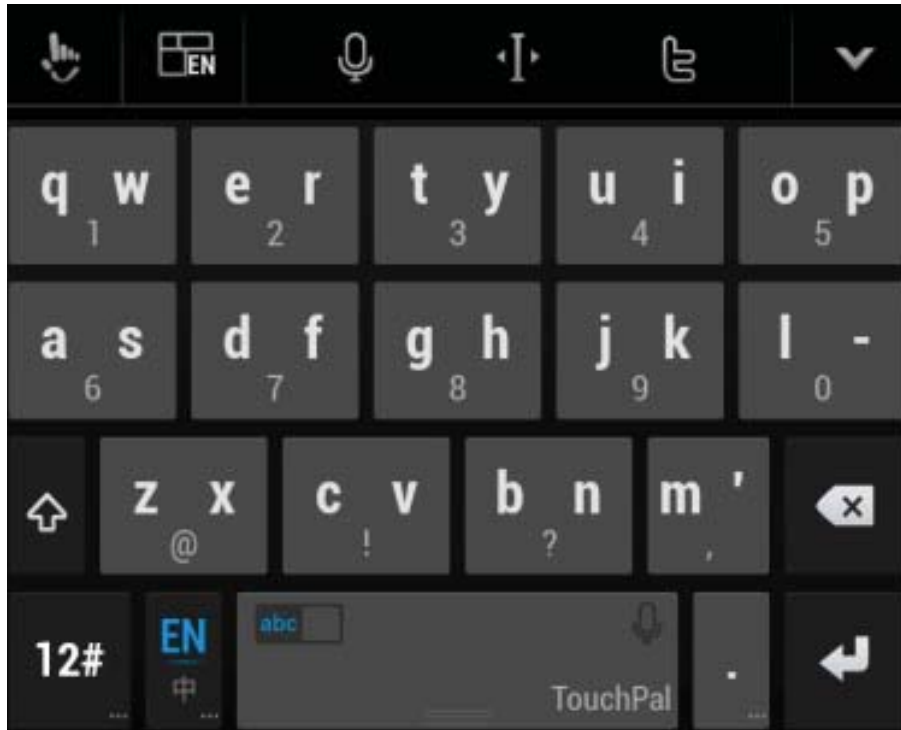 EN
q w e r t y u i o p
1 2 3 4 5
a s d f g h j k l -
6 7 8 9 0
z x c v b n m '
@ ! ? ,
12# EN abc .
中 TouchPal